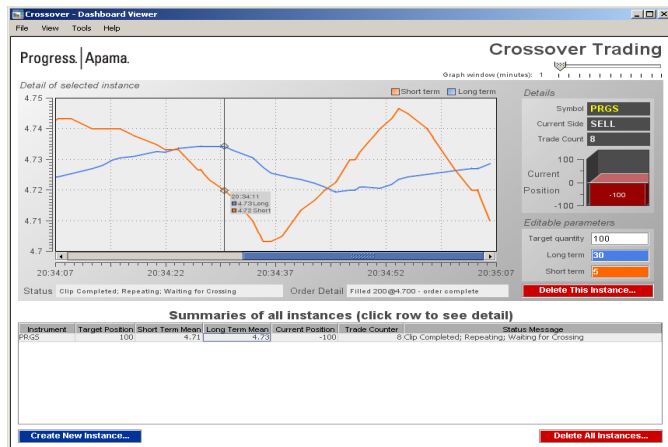 Crossover - Dashboard Viewer
File View Tools Help
Progress. Apama.
Crossover Trading
Graph window (minutes): 1
Detail of selected instance
Short term Long term
4.75
4.74
4.73
4.72
4.71
4.7
20:34:11
4.73 Long
4.72 Short
20:34:07 20:34:22 20:34:37 20:34:52 20:35:07
Status Clip Completed; Repeating; Waiting for Crossing
Order Detail Filled 200@4.700 - order complete
Details
Symbol PRGS
Current Side SELL
Trade Count 8
Current Position
100
0
-100
-100
Editable parameters
Target quantity 100
Long term 30
Short term 5
Delete This Instance...
Summaries of all instances (click row to see detail)
Instrument Target Position Short Term Mean Long Term Mean Current Position Trade Counter Status Message
PRGS 100 4.71 4.73 -100 8 Clip Completed; Repeating; Waiting for Crossing
Create New Instance...
Delete All Instances...